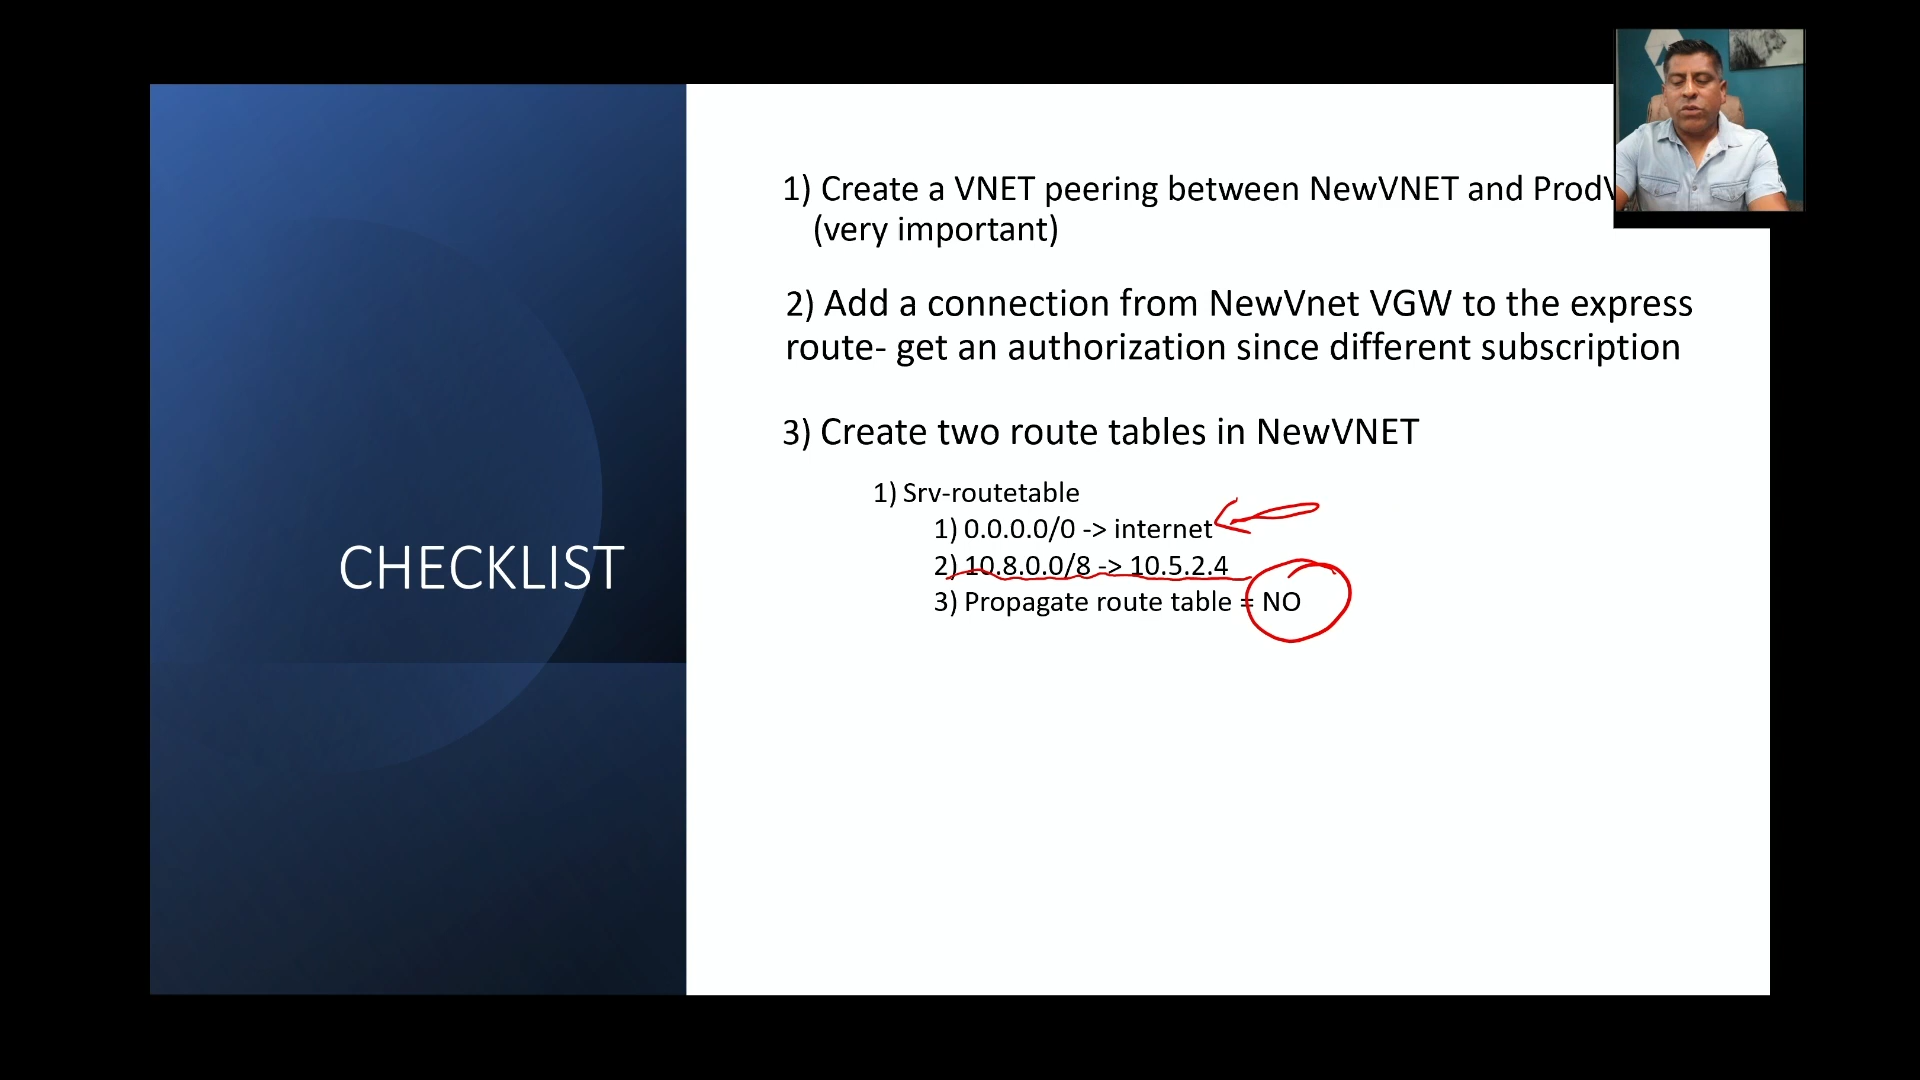 CHECKLIST
1) Create a VNET peering between NewVNET and
(very important)
2) Add a connection from NewVnet VGW to the express
route- get an authorization since different subscription
3) Create two route tables in NewVNET
1) Srv-routetable
1) 0.0.0.0/0 -> internet
2) 10.8.0.0/8 -> 10.5.2.4
3) Propagate route table = NO